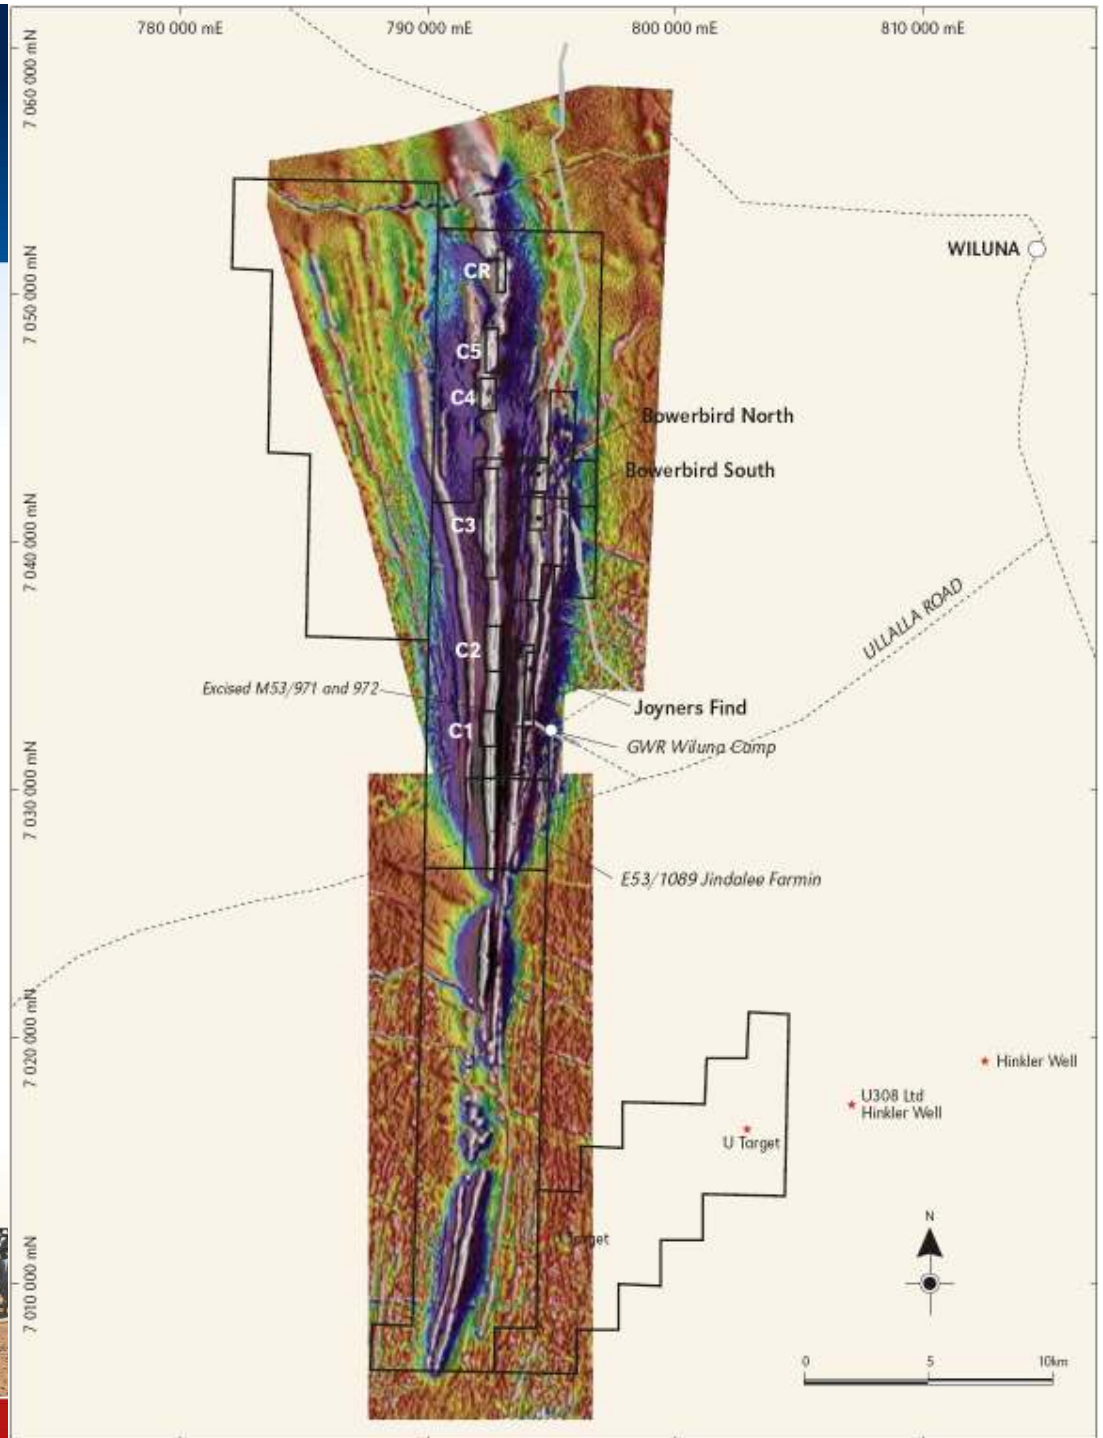 780 000 mE
790 000 mE
800 000 mE
810 000 mE
7 060 000 mN
7 050 000 mN
7 040 000 mN
7 030 000 mN
7 020 000 mN
7 010 000 mN
WILUNA
CR
C5
C4
Bowerbird North
Bowerbird South
C3
ULLALLA ROAD
C2
Excised M53/971 and 972
Joyners Find
C1
GWR Wiluna Camp
E53/1089 Jindalee Farmin
Hinkler Well
U308 Ltd
Hinkler Well
U Target
U Target
N
0
5
10km